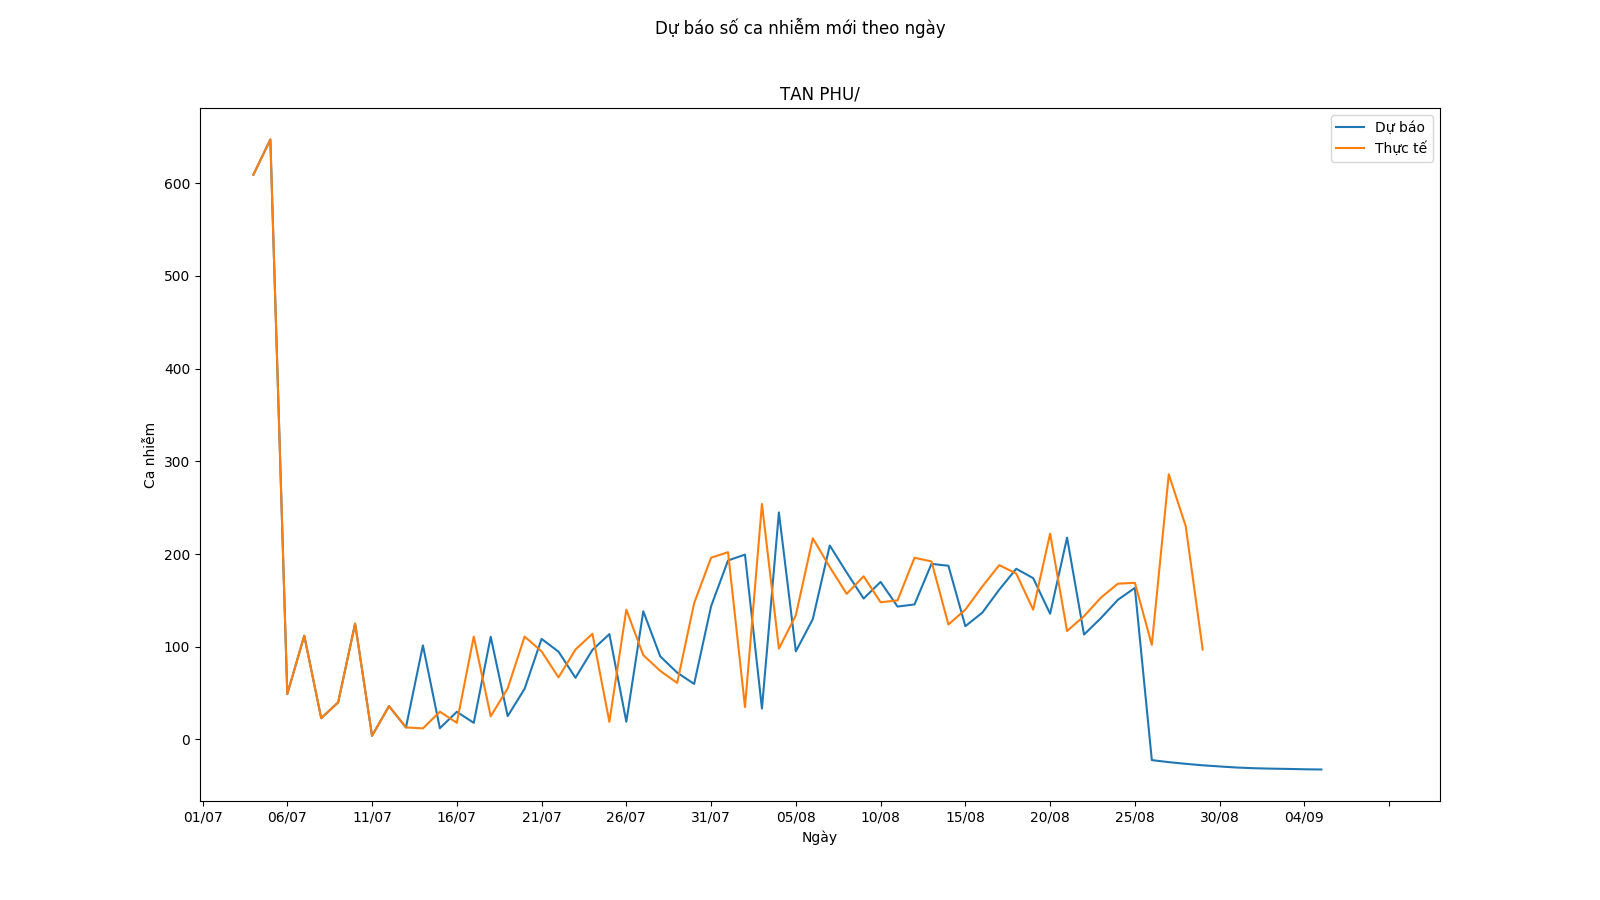 Dự báo số ca nhiễm mới theo ngày
TAN PHU/
Dự báo
Thực tế
600
500
400
300
200
100
0
Ca nhiễm
01/07 06/07 11/07 16/07 21/07 26/07 31/07 05/08 10/08 15/08 20/08 25/08 30/08 04/09
Ngày